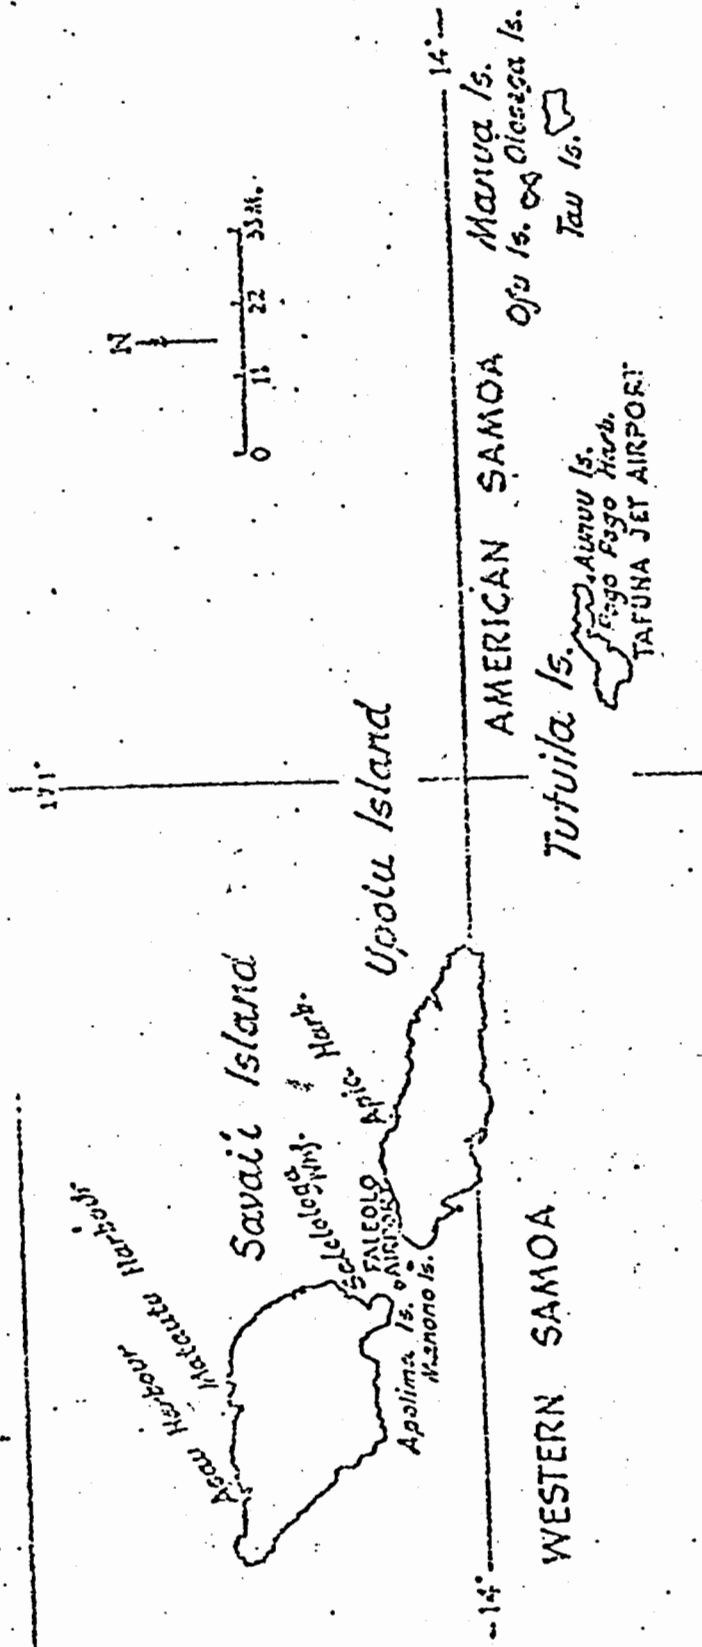 171°
N
0 11 22 33 M.
Asau Harbour
Matautu Harbour
Savaii Island
Salelologa Whf.
Apia Harb.
FALEOLO
AIRPORT
Upolu Island
Apolima Is.
Manono Is.
14°
14°
WESTERN SAMOA
AMERICAN SAMOA
Manua Is.
Ofu Is.
Olosega Is.
Tau Is.
Tutuila Is.
Aunuu Is.
Pago Pago Harb.
TAFUNA JET AIRPORT